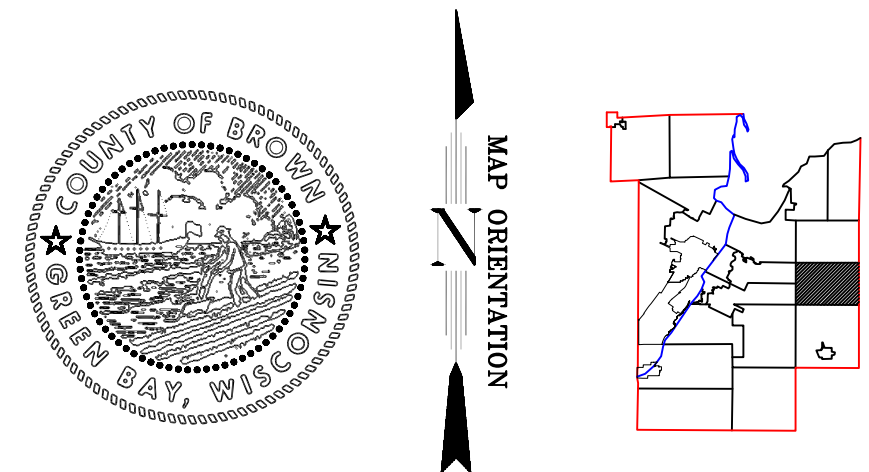 COUNTY OF BROWN
GREEN BAY, WISCONSIN
N
MAP ORIENTATION